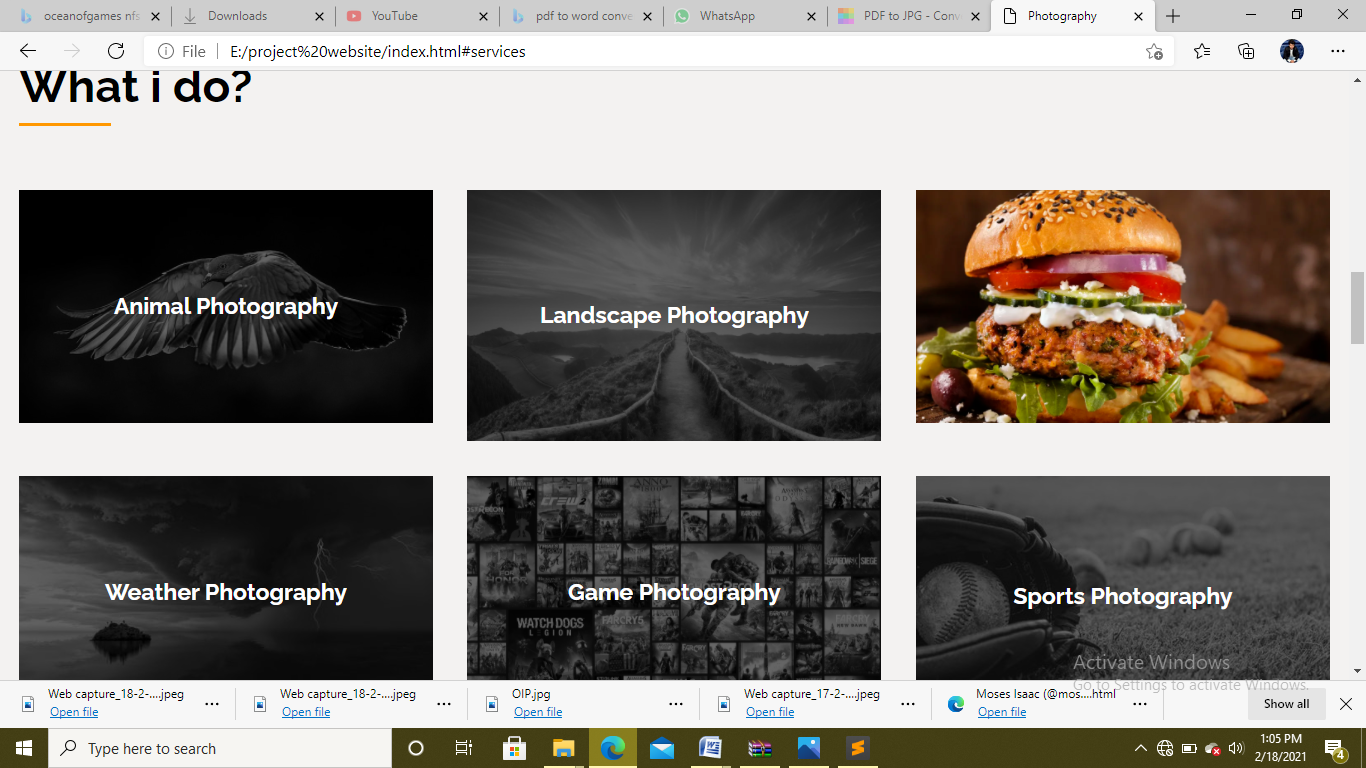 oceanofgames nfs
Downloads
YouTube
pdf to word conve
WhatsApp
PDF to JPG - Conv
Photography
File
E:/project%20website/index.html#services
What i do?
Animal Photography
Landscape Photography
Weather Photography
Game Photography
WATCH DOGS
LEGION
FARCRY5
Sports Photography
Activate Windows
Go to Settings to activate Windows.
Web capture_18-2-....jpeg
Open file
Web capture_18-2-....jpeg
Open file
OIP.jpg
Open file
Web capture_17-2-....jpeg
Open file
Moses Isaac (@mos....html
Open file
Show all
Type here to search
1:05 PM
2/18/2021
4